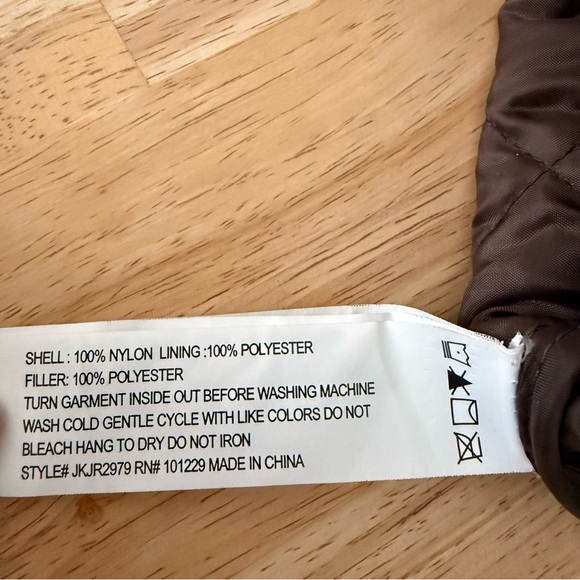 SHELL : 100% NYLON LINING :100% POLYESTER
FILLER: 100% POLYESTER
TURN GARMENT INSIDE OUT BEFORE WASHING MACHINE
WASH COLD GENTLE CYCLE WITH LIKE COLORS DO NOT
BLEACH HANG TO DRY DO NOT IRON
STYLE# JKJR2979 RN# 101229 MADE IN CHINA